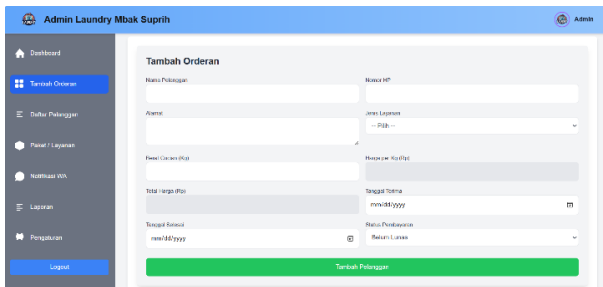 Admin Laundry Mbak Suprih
Admin
Dashboard
Tambah Orderan
Daftar Pelanggan
Paket / Layanan
Notifikasi WA
Laporan
Pengaturan
Logout
Tambah Orderan
Nama Pelanggan
Nomor HP
Alamat
Jenis Layanan
-- Pilih --
Berat Cucian (Kg)
Harga per Kg (Rp)
Total Harga (Rp)
Tanggal Terima
mm/dd/yyyy
Tanggal Selesai
Status Pembayaran
mm/dd/yyyy
Belum Lunas
Tambah Pelanggan